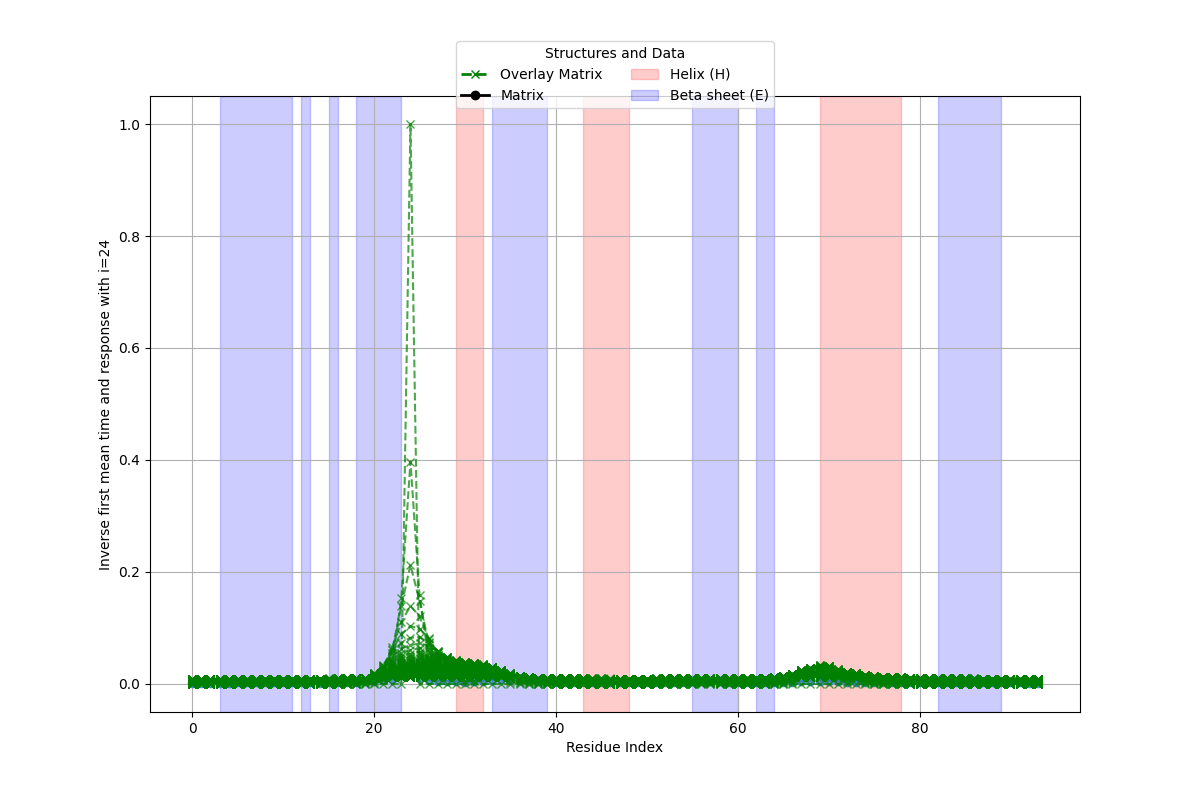 Structures and Data
Overlay Matrix
Helix (H)
Matrix
Beta sheet (E)
1.0
0.8
0.6
0.4
0.2
0.0
Inverse first mean time and response with i=24
0 20 40 60 80
Residue Index